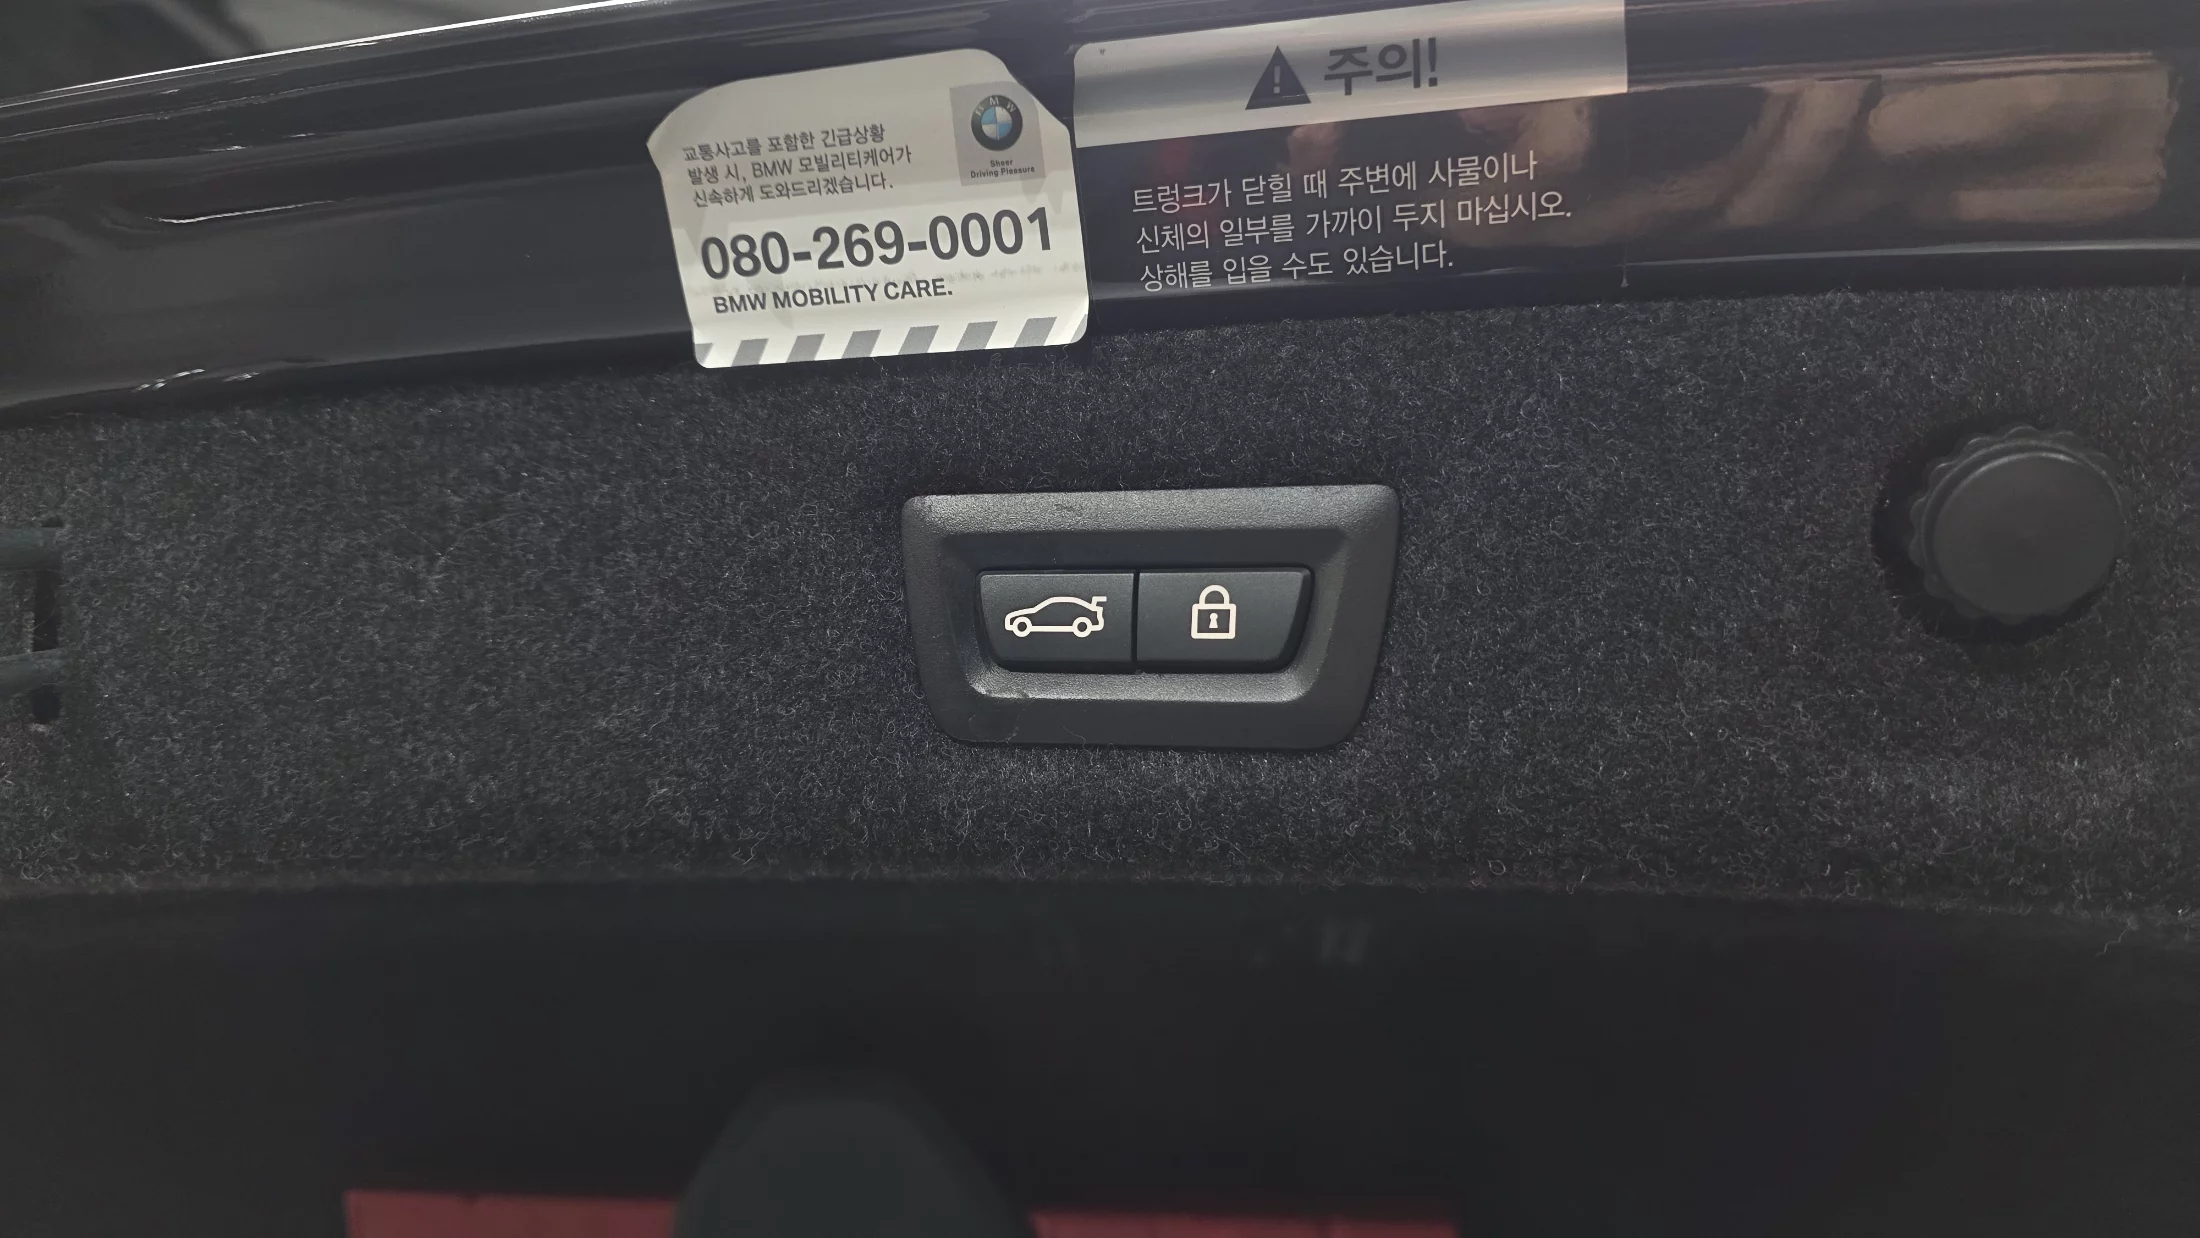 교통사고를 포함한 긴급상황
발생 시, BMW 모빌리티케어가
신속하게 도와드리겠습니다.
BMW
Sheer
Driving Pleasure
080-269-0001
BMW MOBILITY CARE.
주의!
트렁크가 닫힐 때 주변에 사물이나
신체의 일부를 가까이 두지 마십시오.
상해를 입을 수도 있습니다.